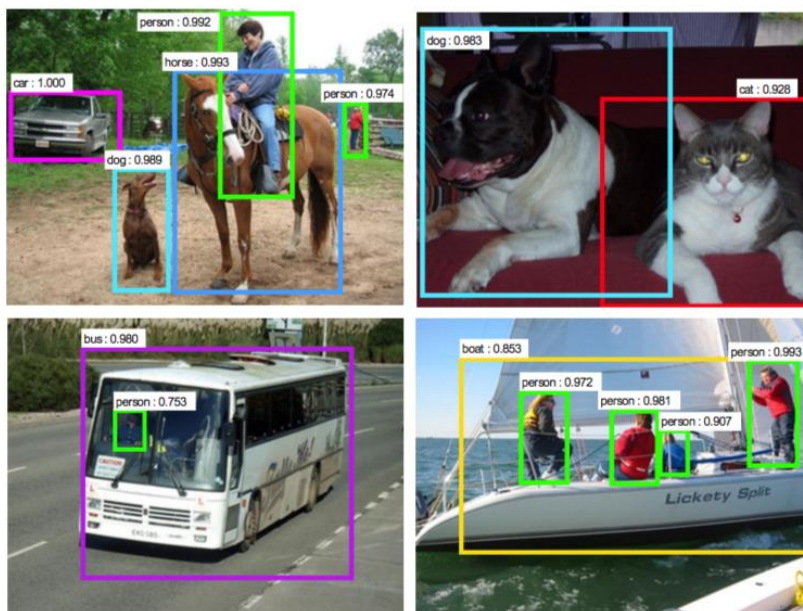 person : 0.992
horse : 0.993
car : 1.000
person : 0.974
dog : 0.989
dog : 0.983
cat : 0.928
bus : 0.980
person : 0.753
CAUTION
L
L
boat : 0.853
person : 0.993
person : 0.972
person : 0.981
person : 0.907
Lickety Split